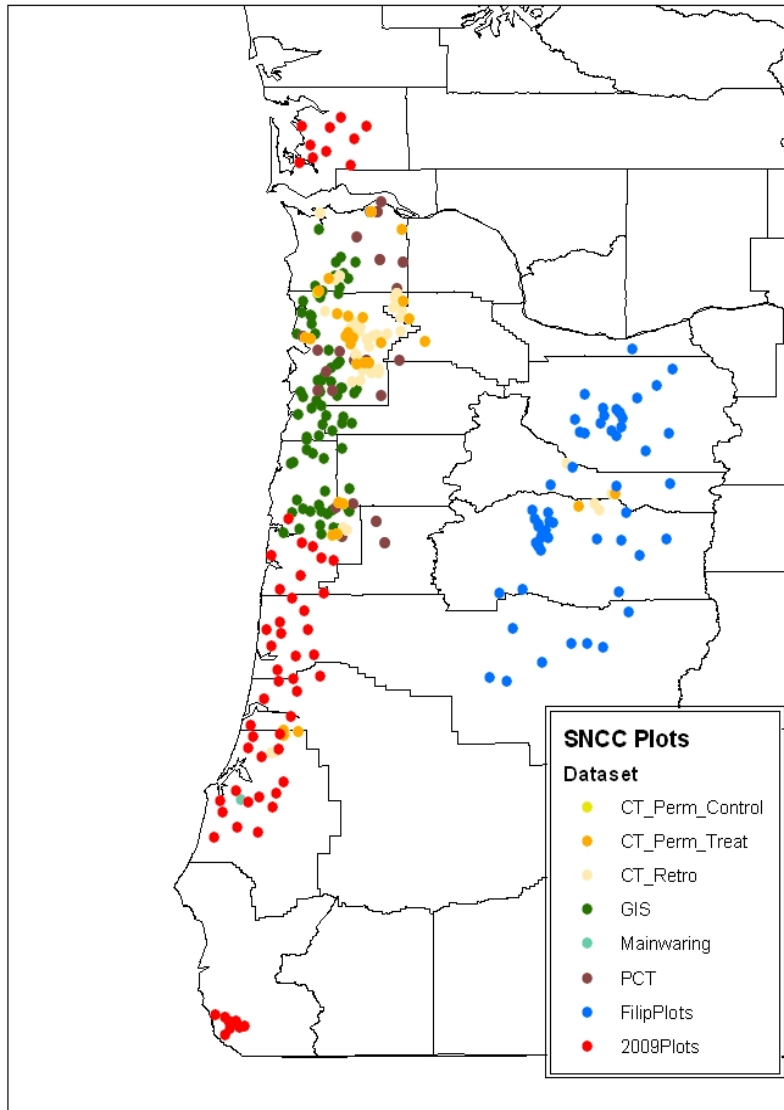 SNCC Plots
Dataset
CT_Perm_Control
CT_Perm_Treat
CT_Retro
GIS
Mainwaring
PCT
FilipPlots
2009Plots